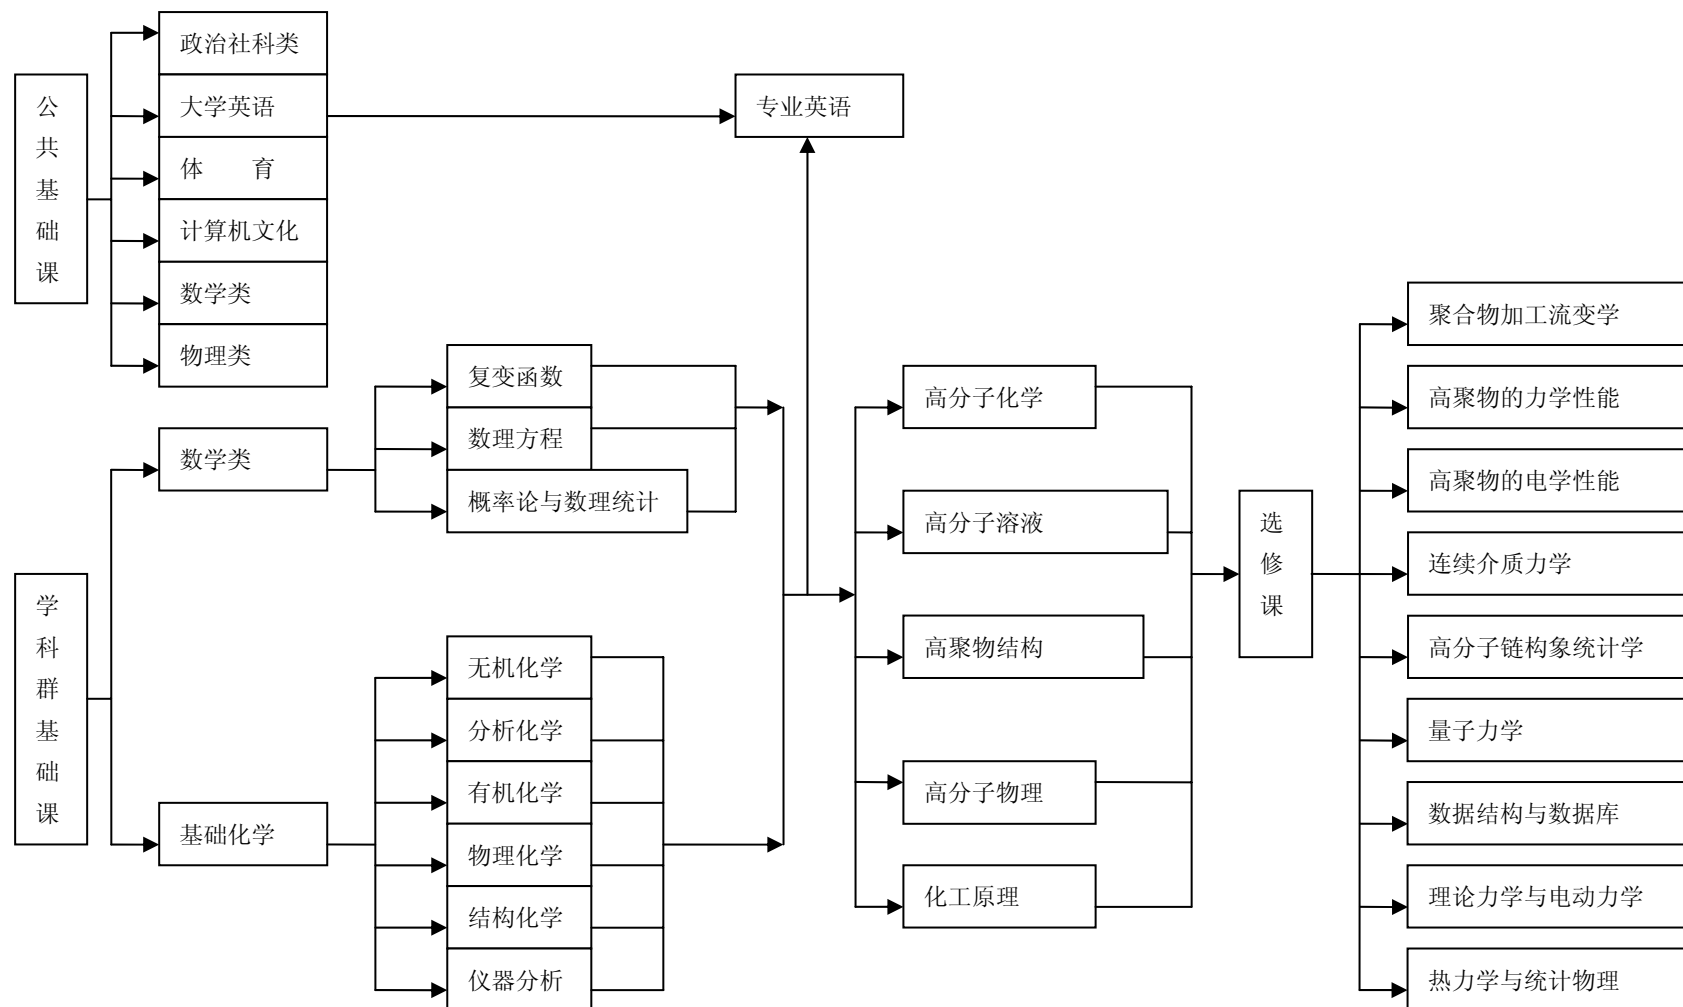 公共基础课
政治社科类
大学英语
体　　育
计算机文化
数学类
物理类
专业英语
学科群基础课
数学类
基础化学
复变函数
数理方程
概率论与数理统计
无机化学
分析化学
有机化学
物理化学
结构化学
仪器分析
高分子化学
高分子溶液
高聚物结构
高分子物理
化工原理
选修课
聚合物加工流变学
高聚物的力学性能
高聚物的电学性能
连续介质力学
高分子链构象统计学
量子力学
数据结构与数据库
理论力学与电动力学
热力学与统计物理